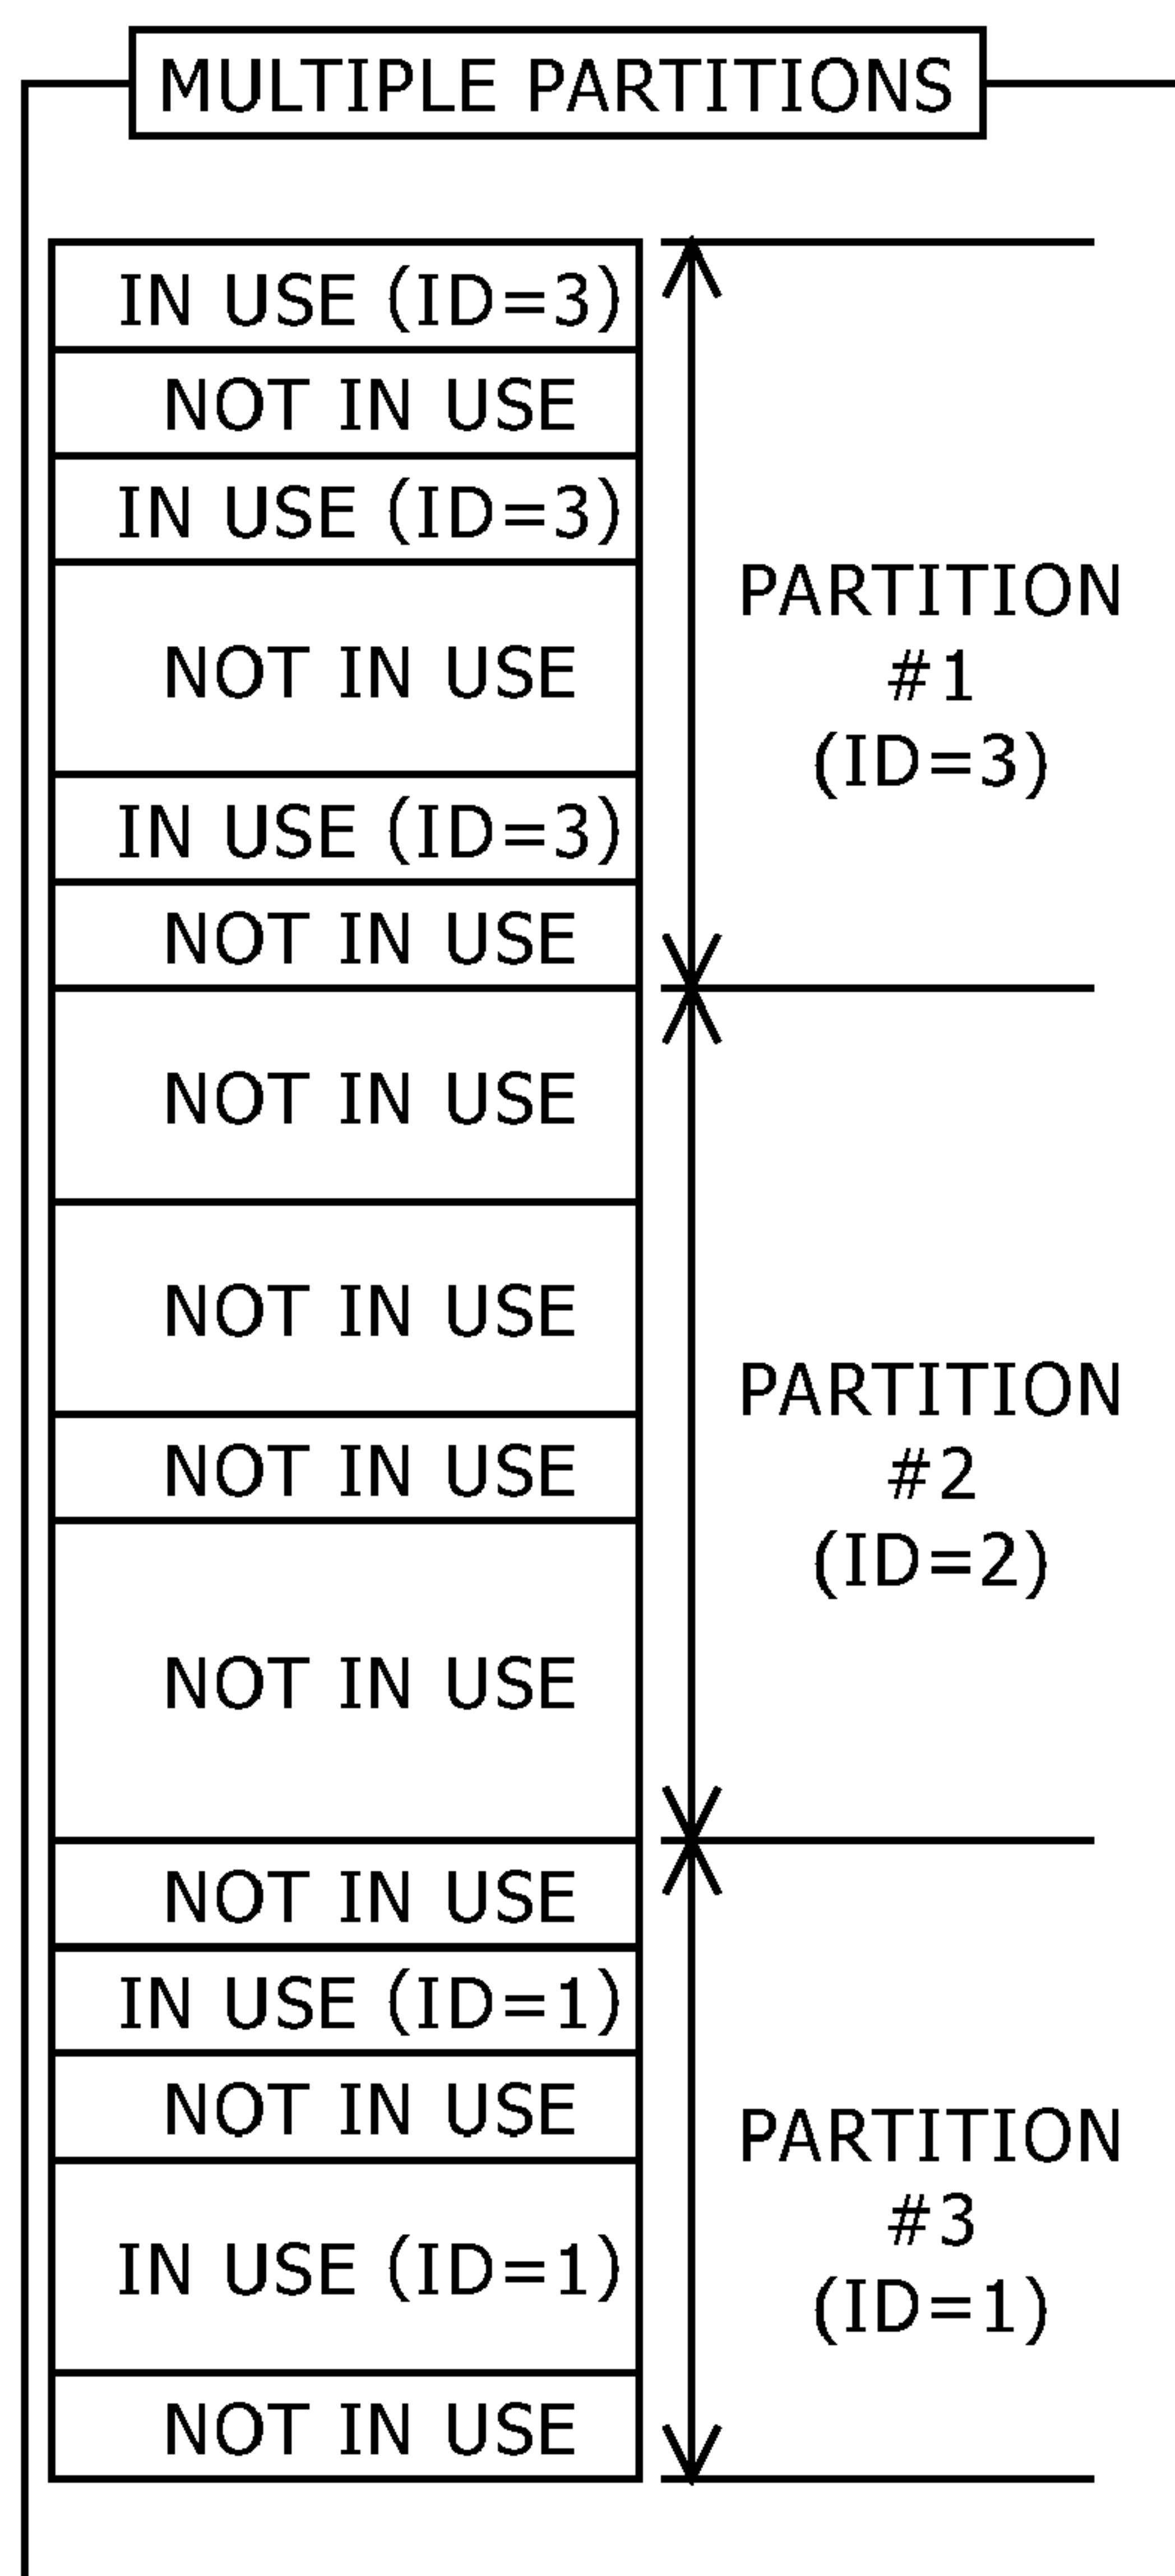 MULTIPLE PARTITIONS
IN USE (ID=3)
NOT IN USE
IN USE (ID=3)
NOT IN USE
IN USE (ID=3)
NOT IN USE
PARTITION
#1
(ID=3)
NOT IN USE
NOT IN USE
NOT IN USE
NOT IN USE
PARTITION
#2
(ID=2)
NOT IN USE
IN USE (ID=1)
NOT IN USE
IN USE (ID=1)
NOT IN USE
PARTITION
#3
(ID=1)